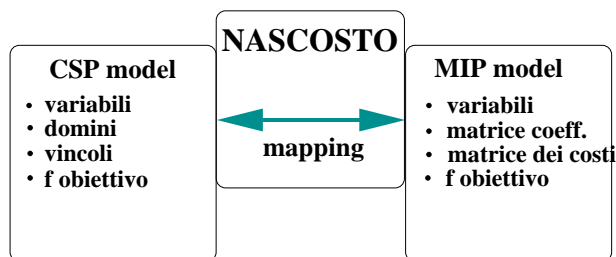 NASCOSTO
CSP model
• variabili
• domini
• vincoli
• f obiettivo
mapping
MIP model
• variabili
• matrice coeff.
• matrice dei costi
• f obiettivo